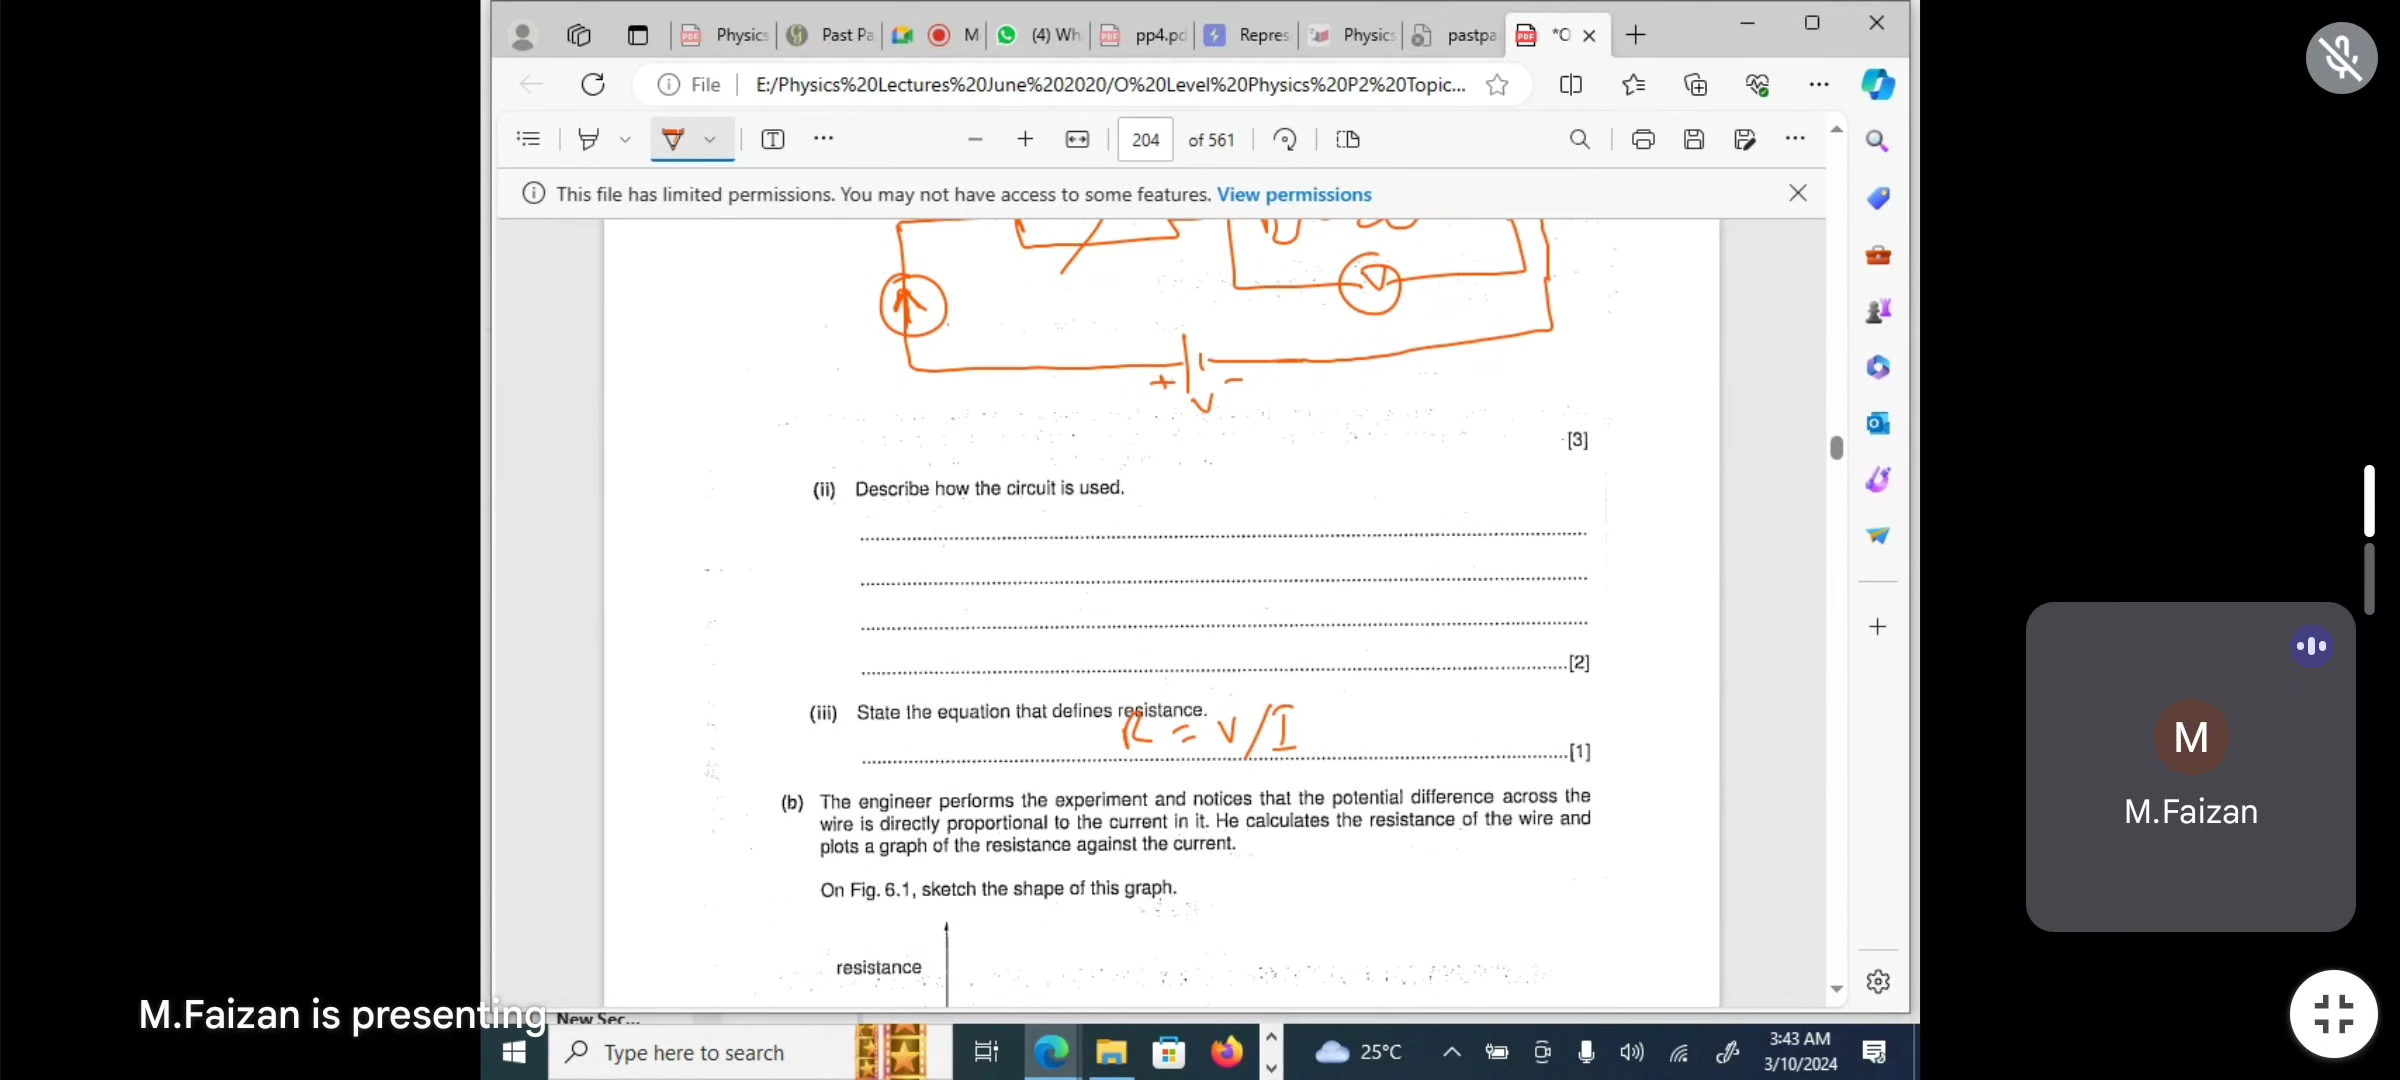 Physics
Past Pa
M
(4) Wh
pp4.pd
Repres
Physics
pastpa
*O
File
E:/Physics%20Lectures%20June%202020/O%20Level%20Physics%20P2%20Topic...
204 of 561
This file has limited permissions. You may not have access to some features. View permissions
V
+ -
V
[3]
(ii) Describe how the circuit is used.
[2]
(iii) State the equation that defines resistance.
R = V/I
[1]
(b) The engineer performs the experiment and notices that the potential difference across the
wire is directly proportional to the current in it. He calculates the resistance of the wire and
plots a graph of the resistance against the current.
On Fig. 6.1, sketch the shape of this graph.
resistance
M
M.Faizan
M.Faizan is presenting
New Sec...
Type here to search
25°C
3:43 AM
3/10/2024